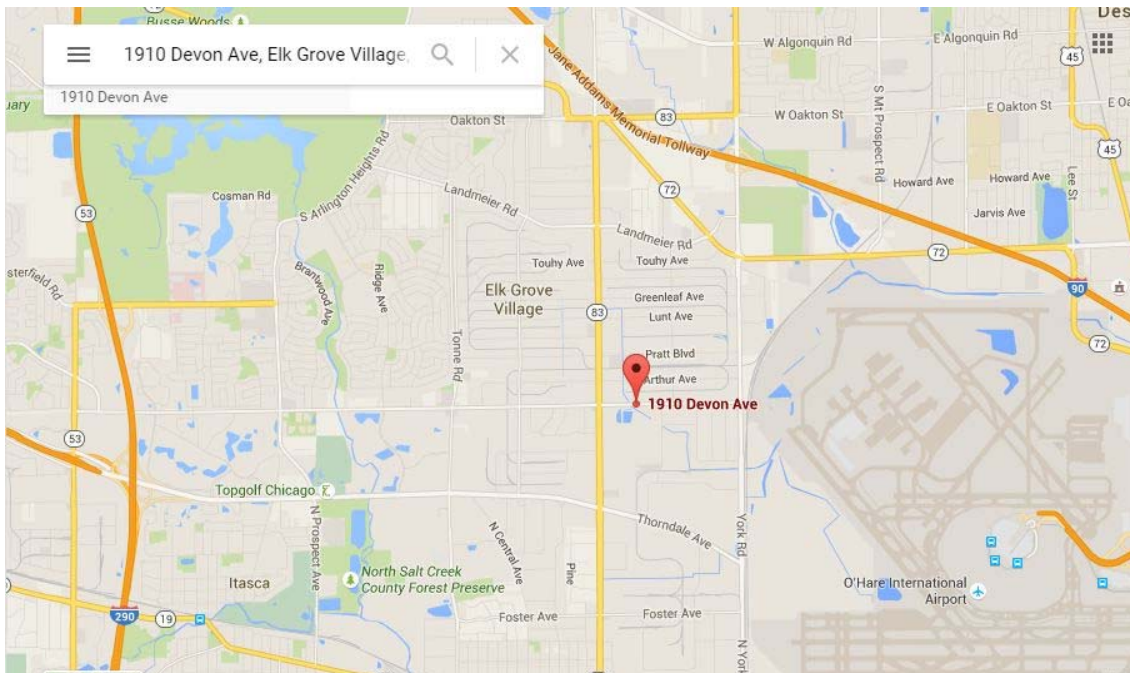 Busse Woods
1910 Devon Ave, Elk Grove Village,
1910 Devon Ave
Des
W Algonquin Rd
E Algonquin Rd
45
Jane Addams Memorial Tollway
S Mt Prospect Rd
Oakton St
83
W Oakton St
E Oakton St
45
S Arlington Heights Rd
Landmeier Rd
72
Howard Ave
Howard Ave
Lee St
Cosman Rd
53
Jarvis Ave
Landmeier Rd
72
Brantwood Ave
Ridge Ave
Touhy Ave
Touhy Ave
Elk Grove
Village
Greenleaf Ave
90
83
Lunt Ave
Tonne Rd
Pratt Blvd
72
Arthur Ave
1910 Devon Ave
53
Topgolf Chicago
N Prospect Ave
Thorndale Ave
York Rd
N Central Ave
Pine
Itasca
North Salt Creek
County Forest Preserve
O'Hare International
Airport
290
19
Foster Ave
Foster Ave
N York